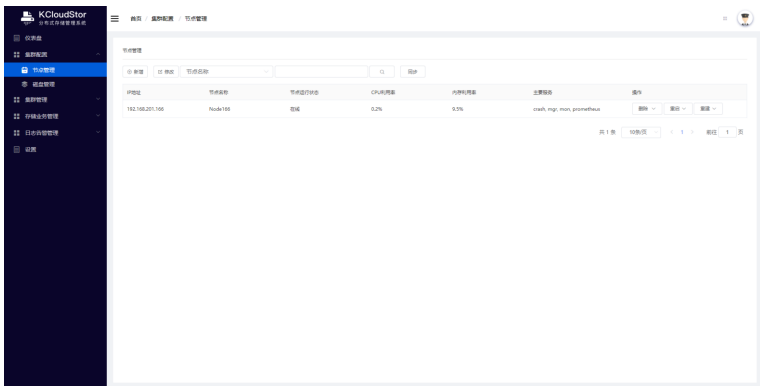 KCloudStor
分布式存储管理系统
首页 / 集群配置 / 节点管理
仪表盘
集群配置
节点管理
磁盘管理
集群管理
存储业务管理
日志告警管理
设置
节点管理
新增 修改 节点名称 同步
IP地址 节点名称 节点运行状态 CPU利用率 内存利用率 主要服务 操作
192.168.201.166 Node166 在线 0.2% 9.5% crash, mgr, mon, prometheus 删除 重启
共 1 条 10条/页 1 前往 1 页